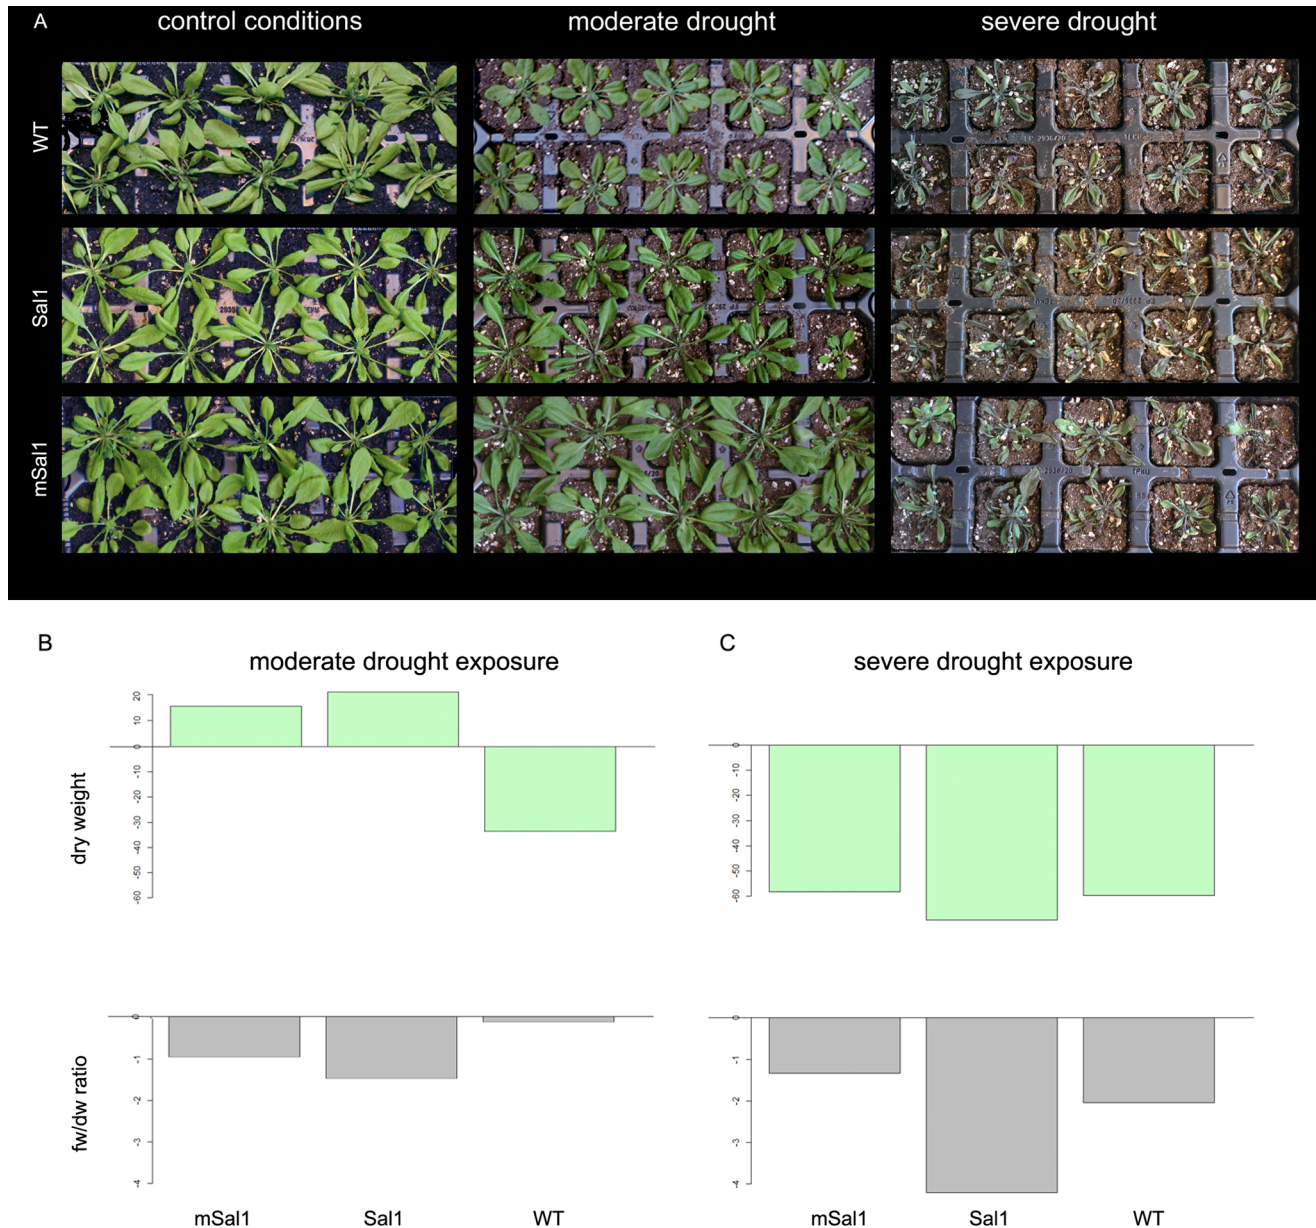 A
control conditions
moderate drought
severe drought
WT
Sal1
mSal1
B
moderate drought exposure
dry weight
20
10
0
-10
-20
-30
-40
-50
-60
fw/dw ratio
0
-1
-2
-3
-4
mSal1
Sal1
WT
C
severe drought exposure
0
-10
-20
-30
-40
-50
-60
0
-1
-2
-3
-4
mSal1
Sal1
WT